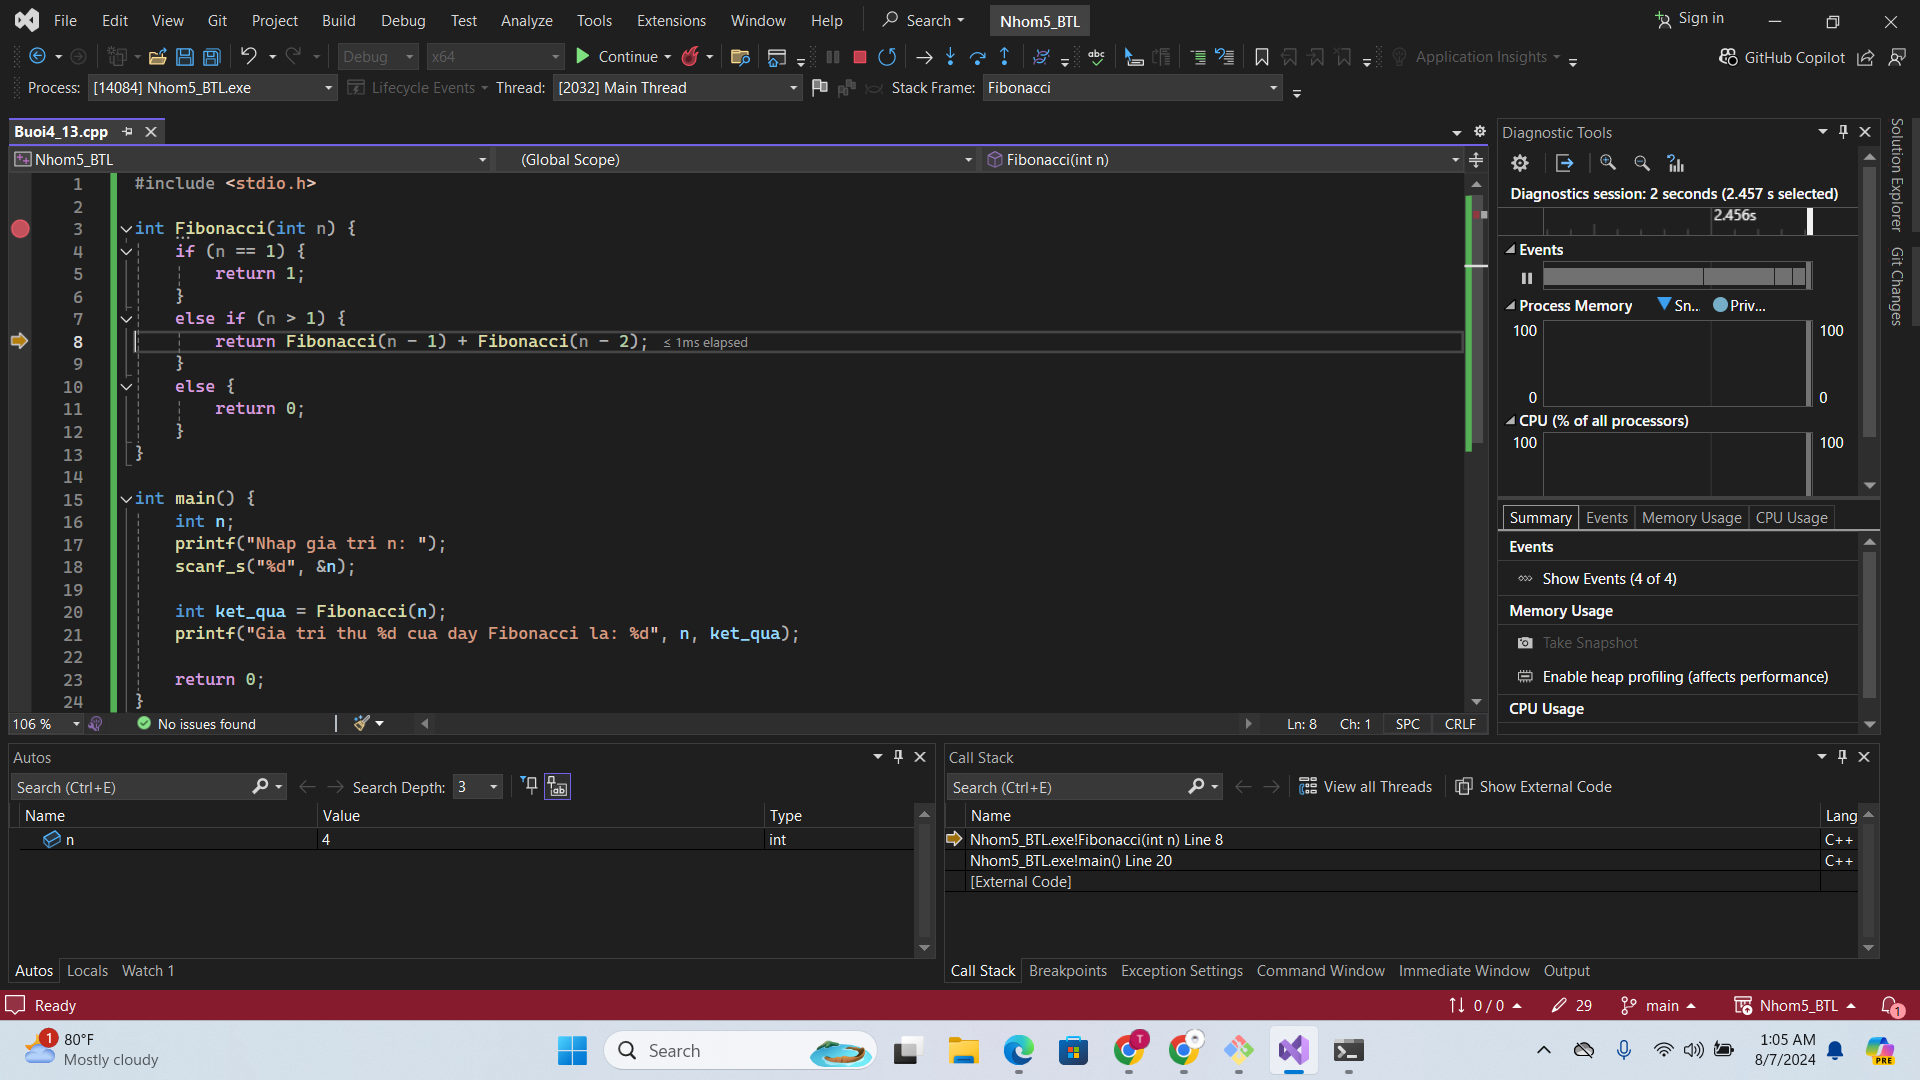 File Edit View Git Project Build Debug Test Analyze Tools Extensions Window Help Search Nhom5_BTL Sign in
Debug x64 Continue abc Application Insights GitHub Copilot
Process: [14084] Nhom5_BTL.exe Lifecycle Events Thread: [2032] Main Thread Stack Frame: Fibonacci
Buoi4_13.cpp
Nhom5_BTL (Global Scope) Fibonacci(int n)
1 #include <stdio.h>
2
3 int Fibonacci(int n) {
4 if (n == 1) {
5 return 1;
6 }
7 else if (n > 1) {
8 return Fibonacci(n - 1) + Fibonacci(n - 2); ≤ 1ms elapsed
9 }
10 else {
11 return 0;
12 }
13 }
14
15 int main() {
16 int n;
17 printf("Nhap gia tri n: ");
18 scanf_s("%d", &n);
19
20 int ket_qua = Fibonacci(n);
21 printf("Gia tri thu %d cua day Fibonacci la: %d", n, ket_qua);
22
23 return 0;
24 }
106 % No issues found Ln: 8 Ch: 1 SPC CRLF
Diagnostic Tools
Diagnostics session: 2 seconds (2.457 s selected)
2.456s
Events
Process Memory Sn... Priv...
100 100
0 0
CPU (% of all processors)
100 100
Summary Events Memory Usage CPU Usage
Events
Show Events (4 of 4)
Memory Usage
Take Snapshot
Enable heap profiling (affects performance)
CPU Usage
Solution Explorer
Git Changes
Autos
Search (Ctrl+E) Search Depth: 3
Name Value Type
n 4 int
Autos Locals Watch 1
Call Stack
Search (Ctrl+E) View all Threads Show External Code
Name Lang
Nhom5_BTL.exe!Fibonacci(int n) Line 8 C++
Nhom5_BTL.exe!main() Line 20 C++
[External Code]
Call Stack Breakpoints Exception Settings Command Window Immediate Window Output
Ready 0 / 0 29 main Nhom5_BTL 1
1 80°F
Mostly cloudy
Search
T
PRE
1:05 AM
8/7/2024